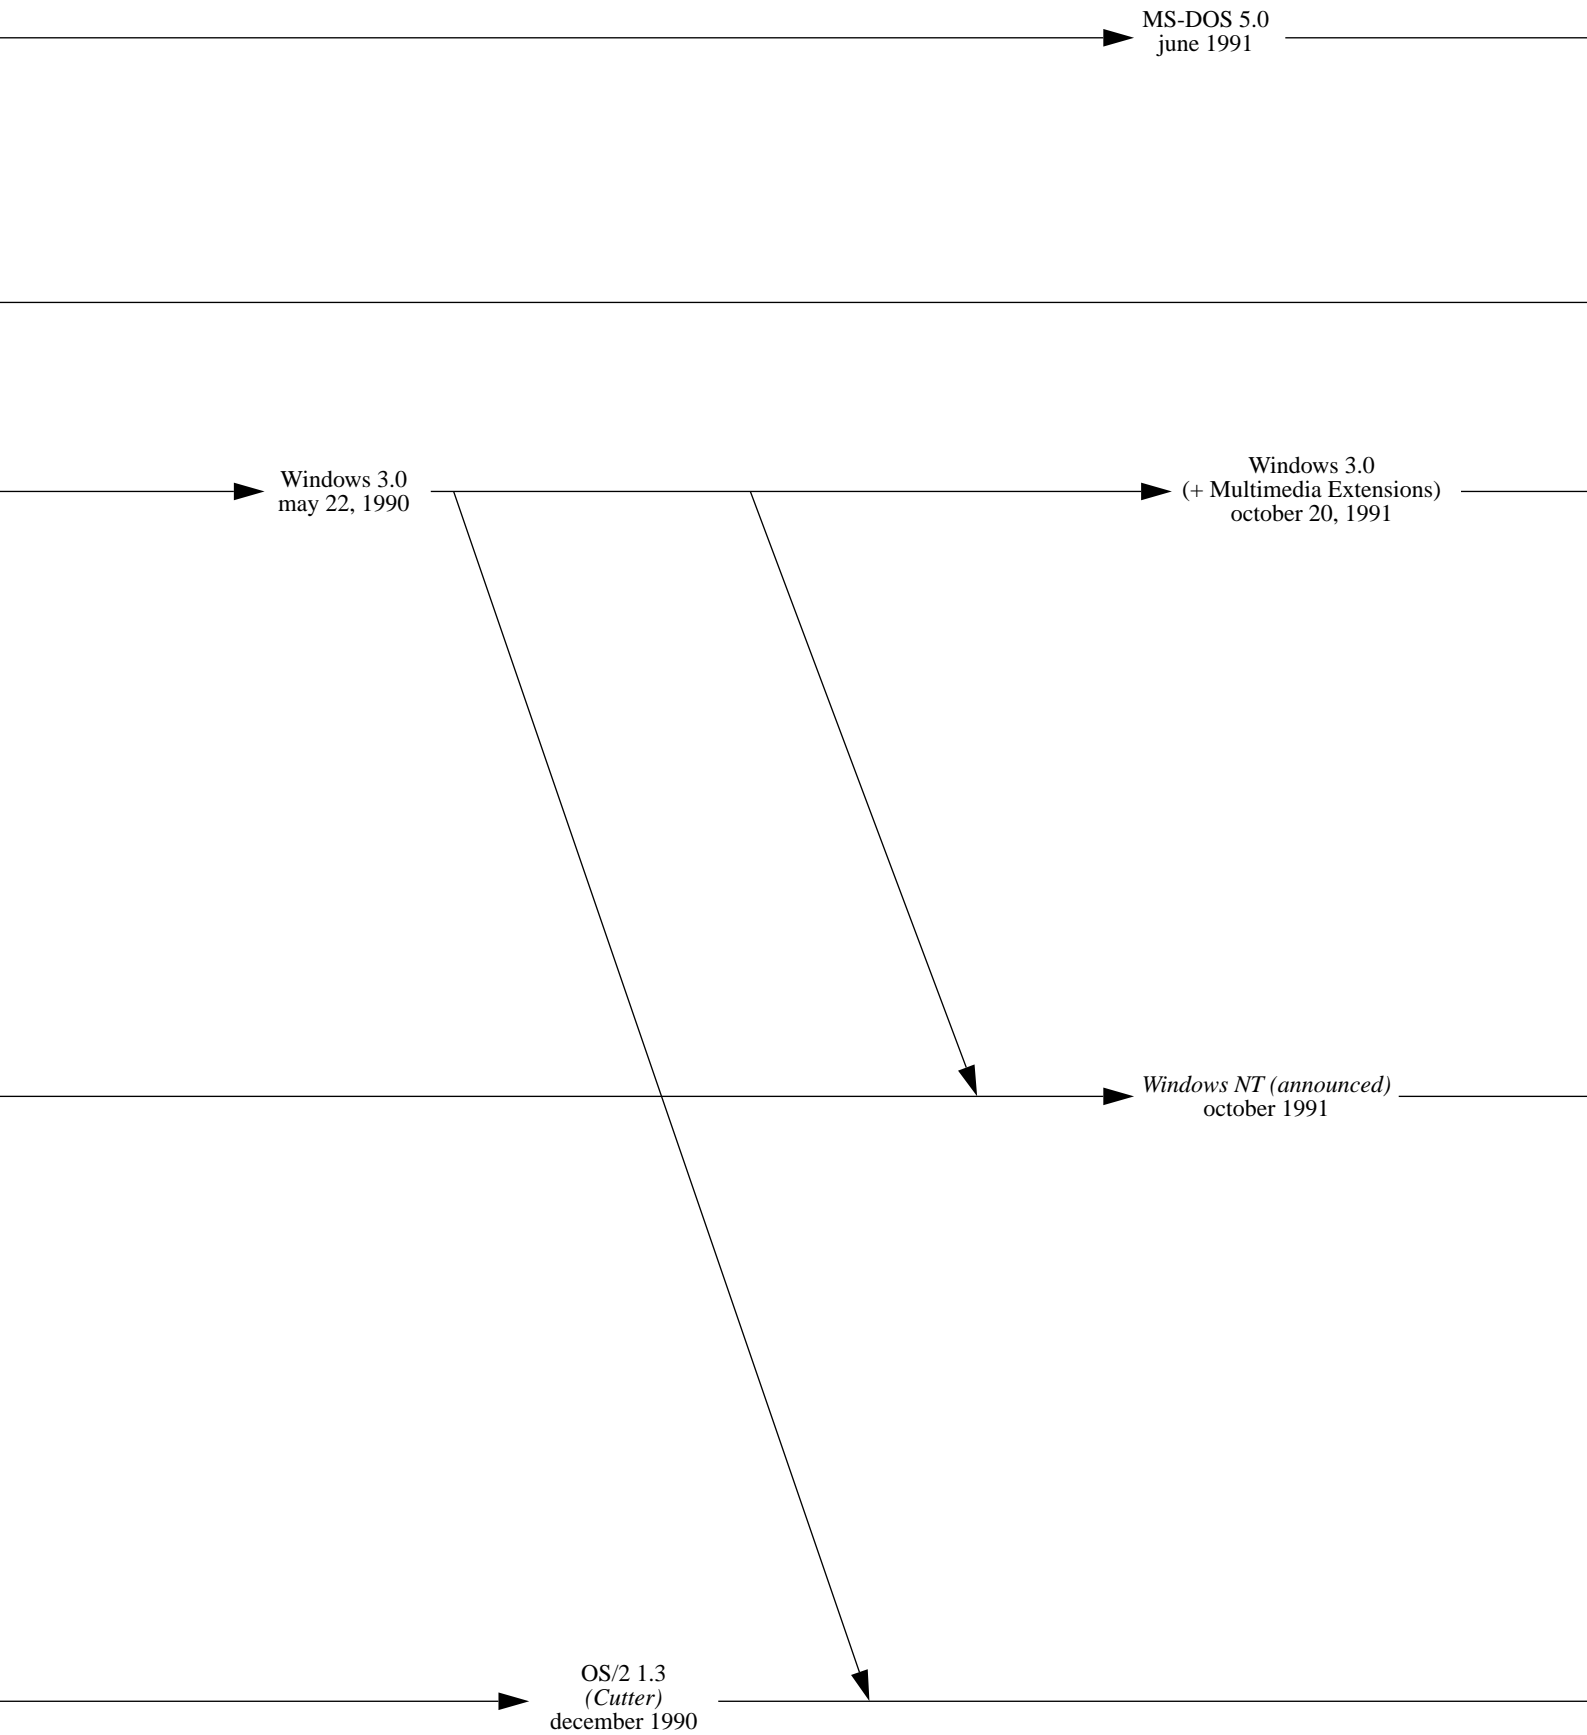 MS-DOS 5.0
june 1991
Windows 3.0
may 22, 1990
Windows 3.0
(+ Multimedia Extensions)
october 20, 1991
Windows NT (announced)
october 1991
OS/2 1.3
(Cutter)
december 1990